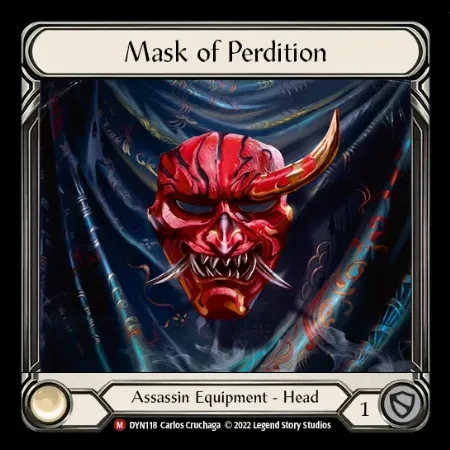 Mask of Perdition
Assassin Equipment - Head
1
M DYN118 Carlos Cruchaga © 2022 Legend Story Studios